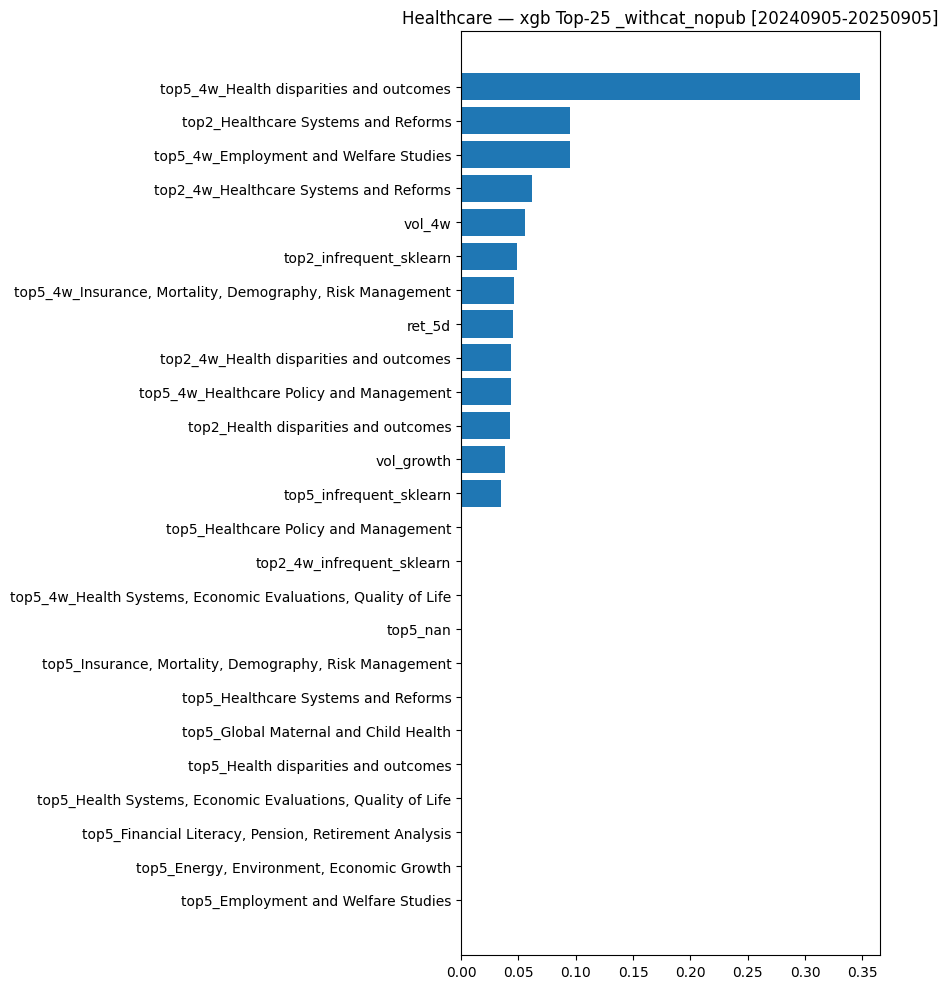 Healthcare — xgb Top-25 _withcat_nopub [20240905-20250905]
top5_4w_Health disparities and outcomes
top2_Healthcare Systems and Reforms
top5_4w_Employment and Welfare Studies
top2_4w_Healthcare Systems and Reforms
vol_4w
top2_infrequent_sklearn
top5_4w_Insurance, Mortality, Demography, Risk Management
ret_5d
top2_4w_Health disparities and outcomes
top5_4w_Healthcare Policy and Management
top2_Health disparities and outcomes
vol_growth
top5_infrequent_sklearn
top5_Healthcare Policy and Management
top2_4w_infrequent_sklearn
top5_4w_Health Systems, Economic Evaluations, Quality of Life
top5_nan
top5_Insurance, Mortality, Demography, Risk Management
top5_Healthcare Systems and Reforms
top5_Global Maternal and Child Health
top5_Health disparities and outcomes
top5_Health Systems, Economic Evaluations, Quality of Life
top5_Financial Literacy, Pension, Retirement Analysis
top5_Energy, Environment, Economic Growth
top5_Employment and Welfare Studies
0.00 0.05 0.10 0.15 0.20 0.25 0.30 0.35